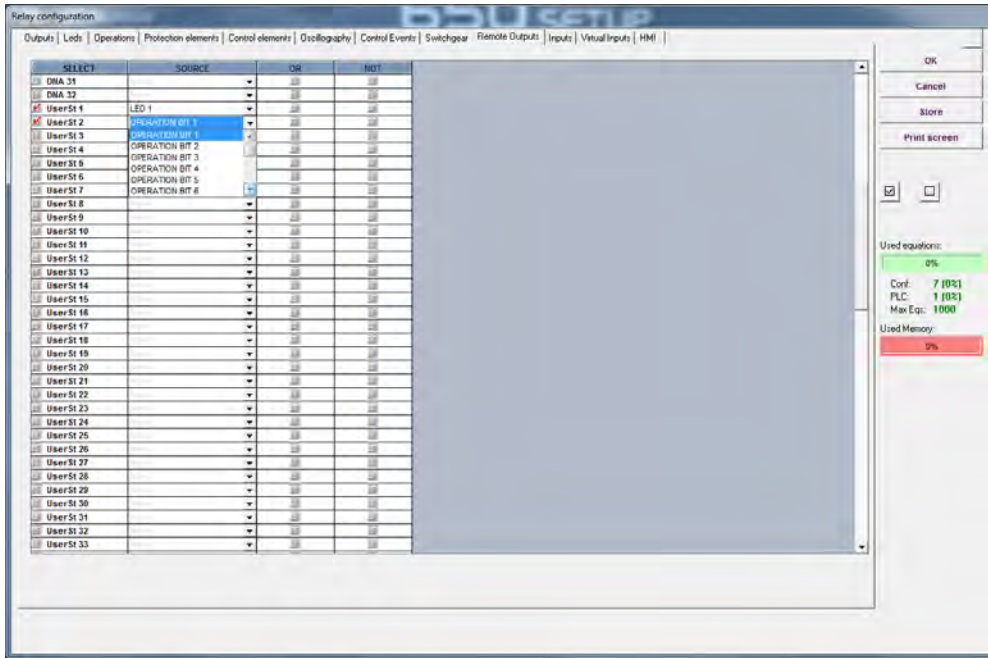 Relay configuration
650 SETUP
Outputs | Leds | Operations | Protection elements | Control elements | Oscillography | Control Events | Switchgear | Remote Outputs | Inputs | Virtual Inputs | HMI
SELECT SOURCE OR NOT
DNA 31
DNA 32
UserSt 1 LED 1
UserSt 2 OPERATION BIT 1
UserSt 3 OPERATION BIT 1
UserSt 4 OPERATION BIT 2
OPERATION BIT 3
UserSt 5
OPERATION BIT 4
UserSt 6 OPERATION BIT 5
UserSt 7 OPERATION BIT 6
UserSt 8
UserSt 9
UserSt 10
UserSt 11
UserSt 12
UserSt 13
UserSt 14
UserSt 15
UserSt 16
UserSt 17
UserSt 18
UserSt 19
UserSt 20
UserSt 21
UserSt 22
UserSt 23
UserSt 24
UserSt 25
UserSt 26
UserSt 27
UserSt 28
UserSt 29
UserSt 30
UserSt 31
UserSt 32
UserSt 33
OK
Cancel
Store
Print screen
Used equations:
0%
Conf: 7 (0%)
PLC: 1 (0%)
Max Eqs: 1000
Used Memory:
0%